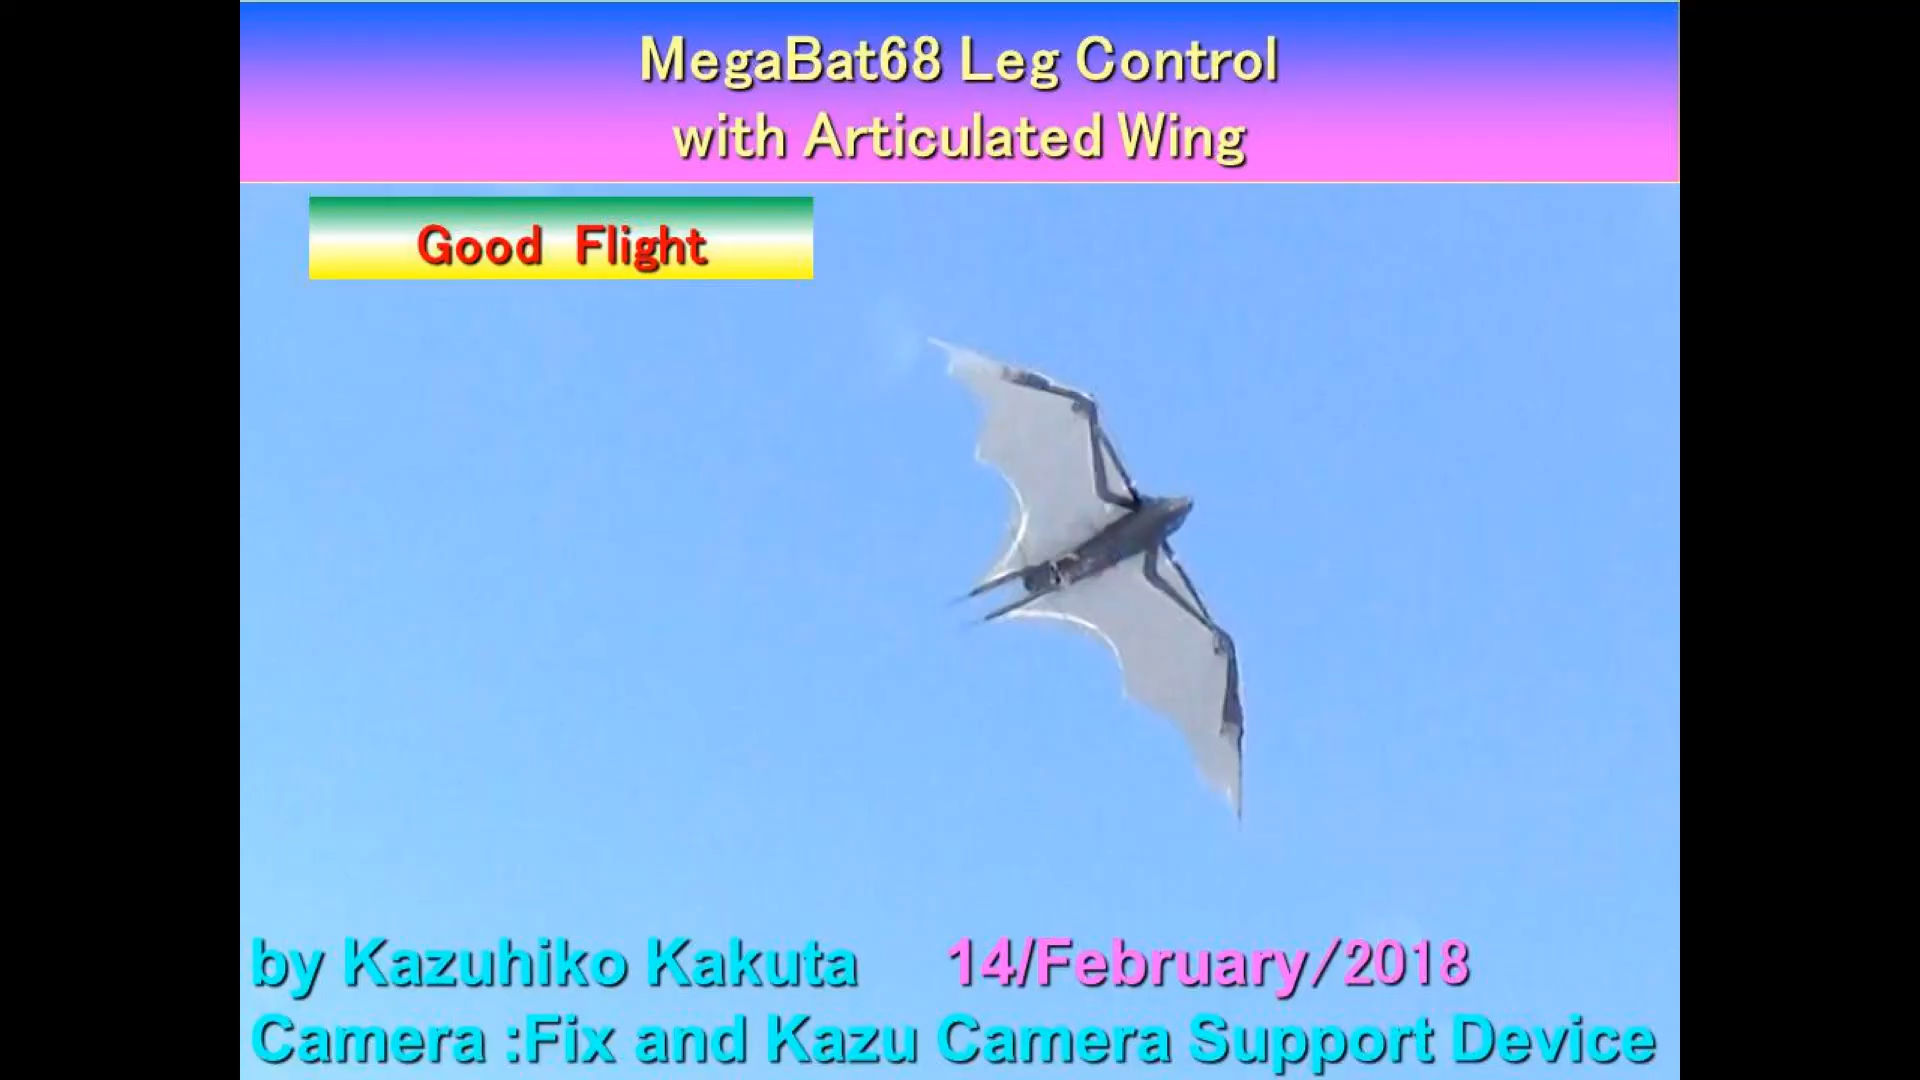 MegaBat68 Leg Control
with Articulated Wing
Good Flight
by Kazuhiko Kakuta 14/February/2018
Camera :Fix and Kazu Camera Support Device